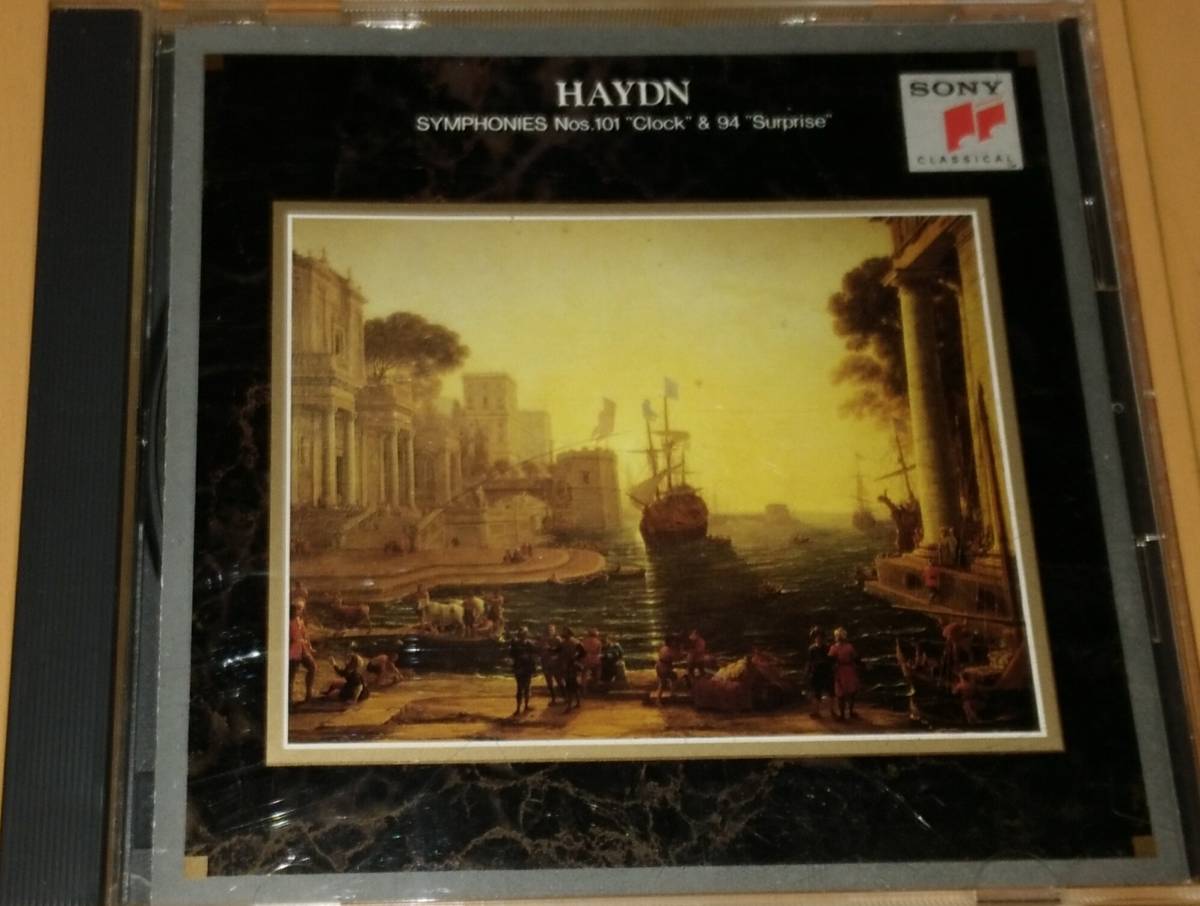 HAYDN
SYMPHONIES Nos.101 "Clock" & 94 "Surprise"
SONY
CLASSICAL